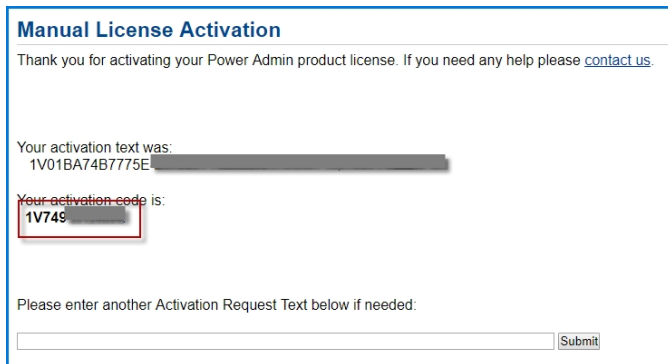 Manual License Activation
Thank you for activating your Power Admin product license. If you need any help please contact us.
Your activation text was:
1V01BA74B7775E
Your activation code is:
1V749
Please enter another Activation Request Text below if needed:
Submit